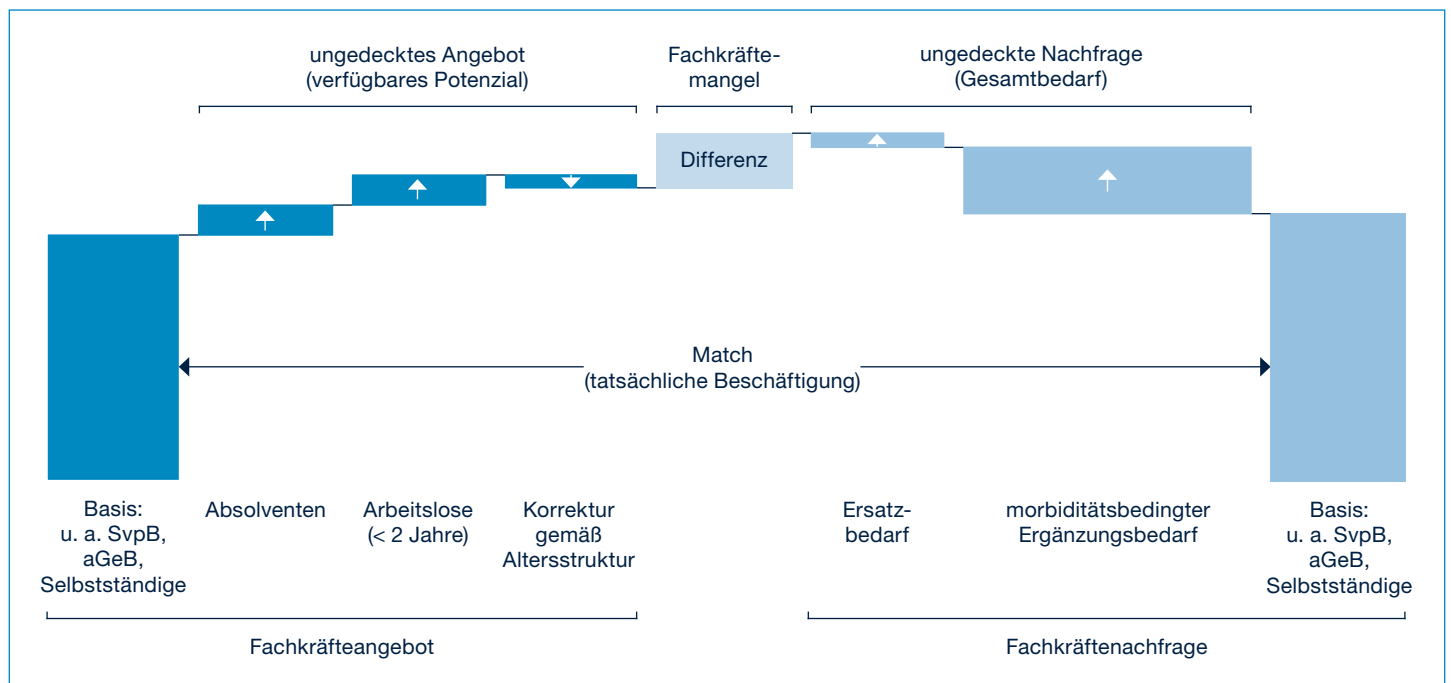 ungedecktes Angebot
(verfügbares Potenzial)
Fachkräfte-
mangel
ungedeckte Nachfrage
(Gesamtbedarf)
Differenz
Match
(tatsächliche Beschäftigung)
Basis:
u. a. SvpB,
aGeB,
Selbstständige
Absolventen
Arbeitslose
(< 2 Jahre)
Korrektur
gemäß
Altersstruktur
Ersatz-
bedarf
morbiditätsbedingter
Ergänzungsbedarf
Basis:
u. a. SvpB,
aGeB,
Selbstständige
Fachkräfteangebot
Fachkräftenachfrage